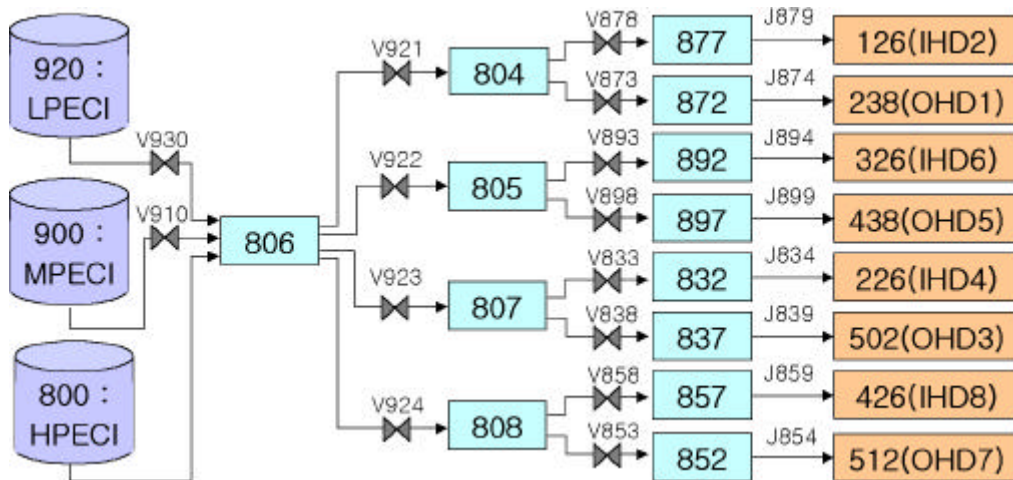 920 :
LPECI
V930
900 :
MPECI
V910
800 :
HPECI
806
V921
804
V922
805
V923
807
V924
808
V878
877
J879
126(IHD2)
V873
872
J874
238(OHD1)
V893
892
J894
326(IHD6)
V898
897
J899
438(OHD5)
V833
832
J834
226(IHD4)
V838
837
J839
502(OHD3)
V858
857
J859
426(IHD8)
V853
852
J854
512(OHD7)